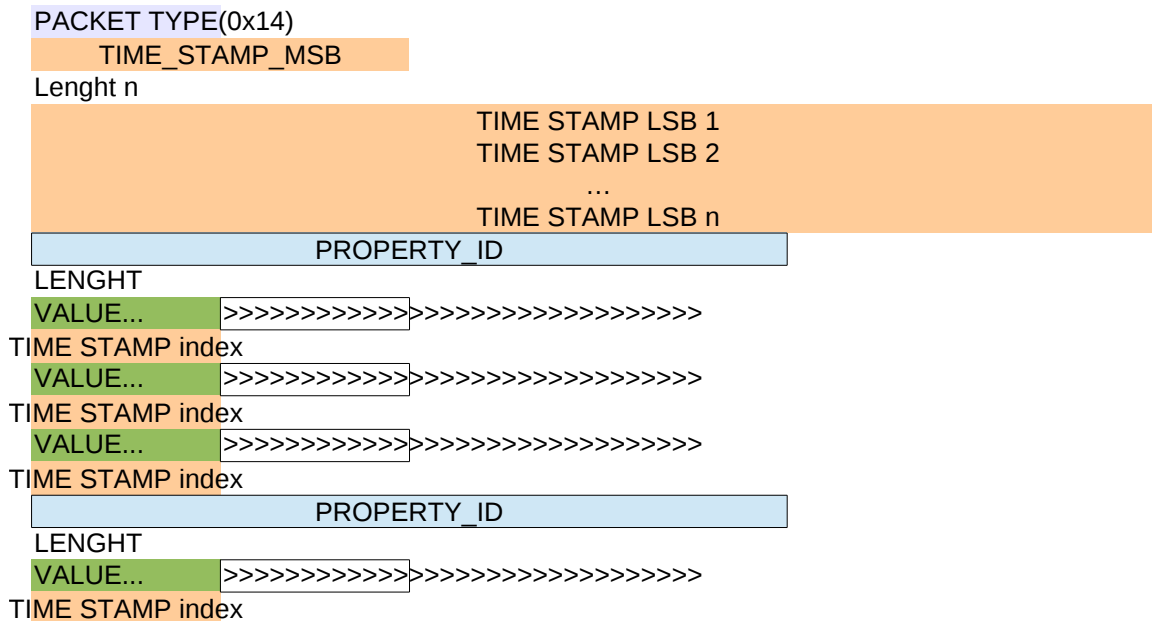 PACKET TYPE(0x14)
TIME_STAMP_MSB
Lenght n
TIME STAMP LSB 1
TIME STAMP LSB 2
…
TIME STAMP LSB n
PROPERTY_ID
LENGHT
VALUE... >>>>>>>>>>>>>>>>>>>>>>>>>>>>>>>
TIME STAMP index
VALUE... >>>>>>>>>>>>>>>>>>>>>>>>>>>>>>>
TIME STAMP index
VALUE... >>>>>>>>>>>>>>>>>>>>>>>>>>>>>>>
TIME STAMP index
PROPERTY_ID
LENGHT
VALUE... >>>>>>>>>>>>>>>>>>>>>>>>>>>>>>>
TIME STAMP index